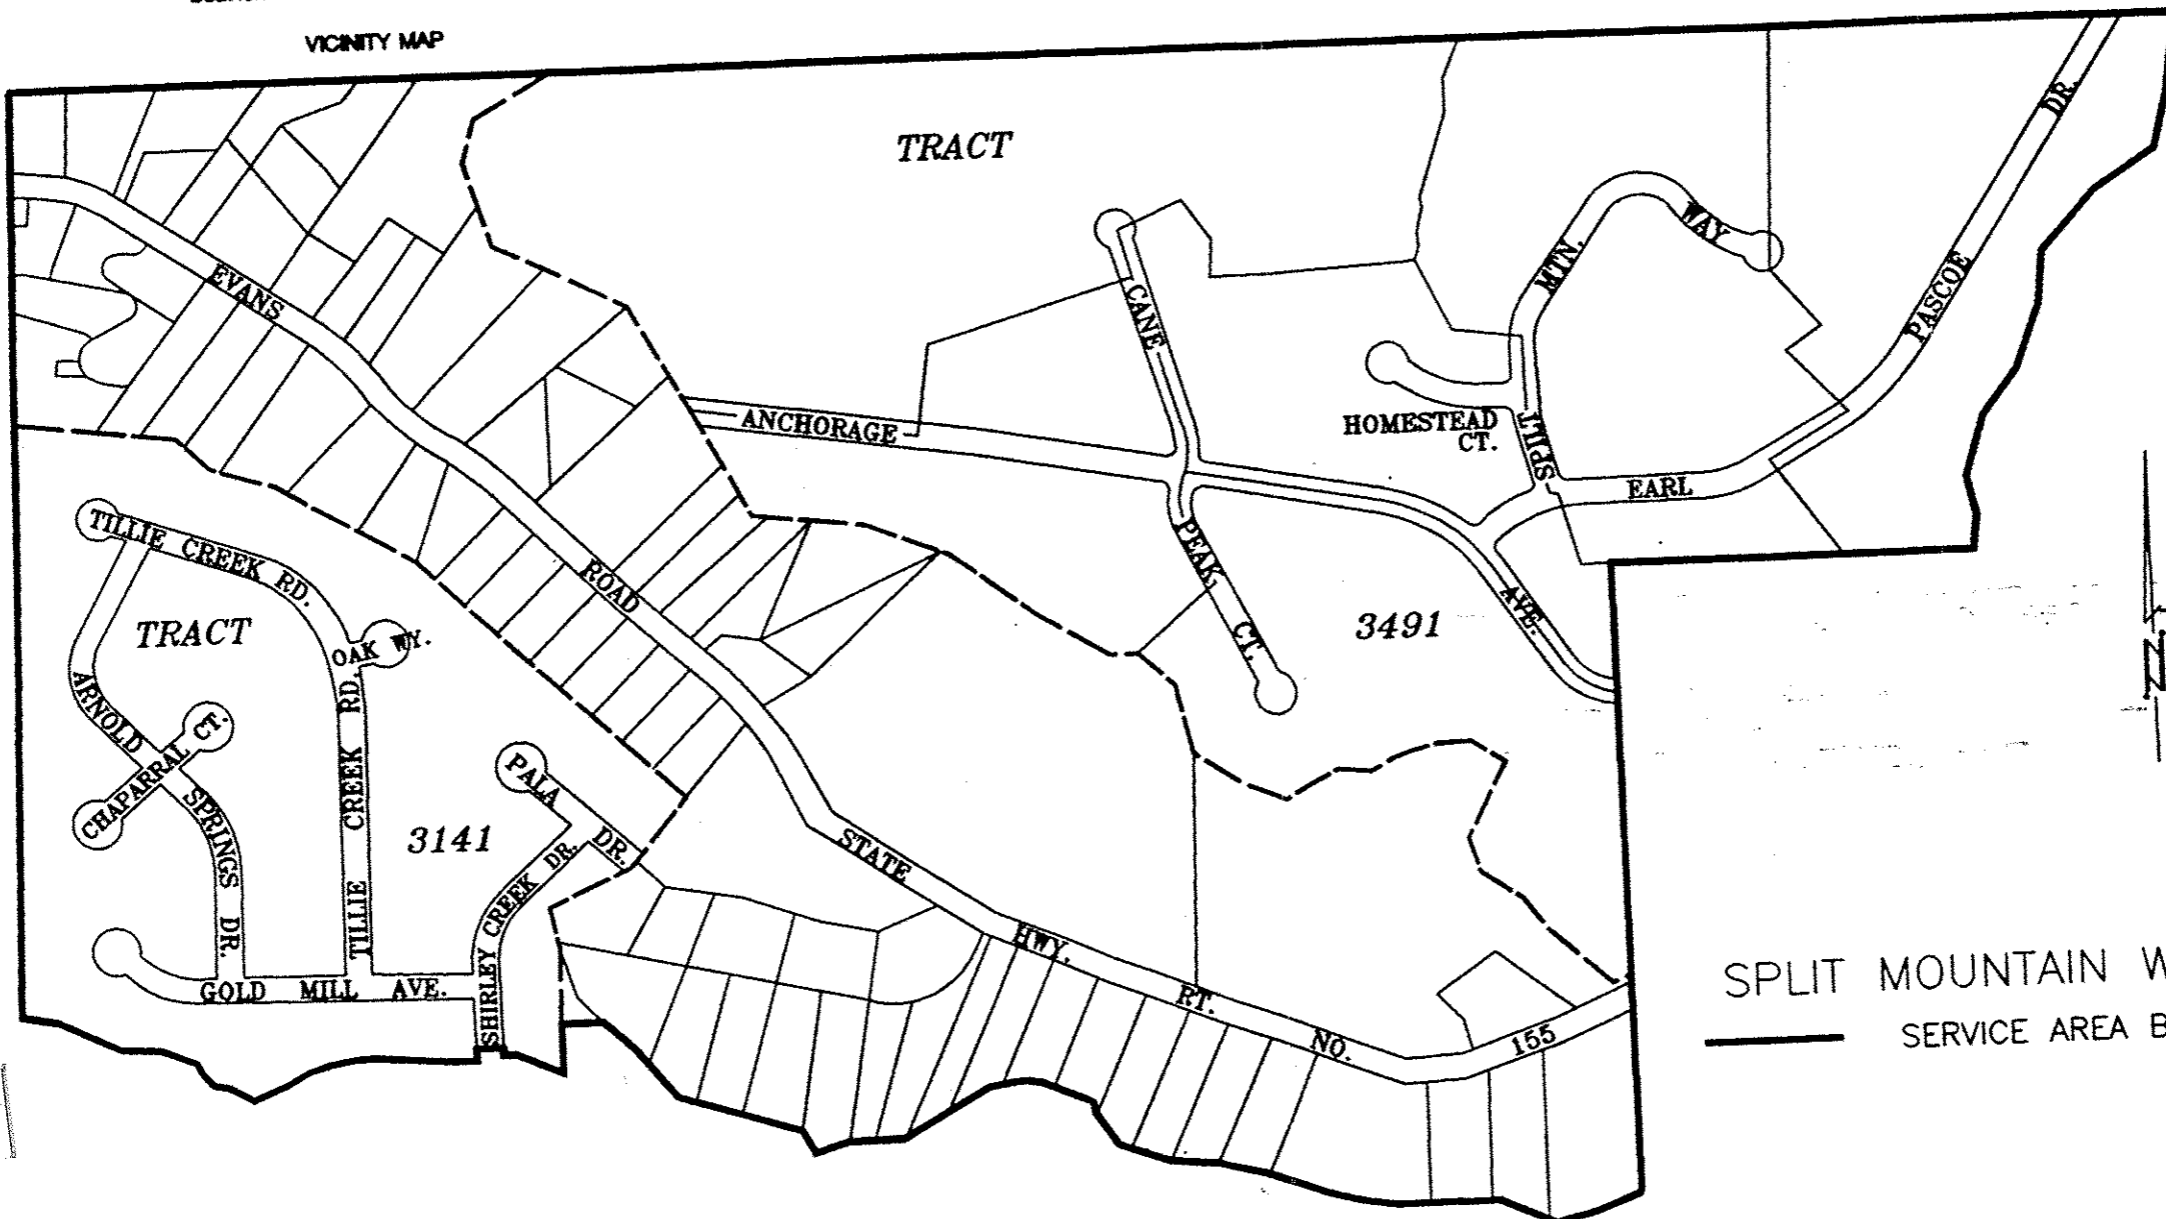 VICINITY MAP
TRACT
EVANS
ROAD
STATE
HWY.
RT.
NO.
155
ANCHORAGE
AVE.
CANE
PEAK
CT.
HOMESTEAD
CT.
SPLIT
MTN.
WAY
EARL
PASCOE
DR.
3491
TILLIE CREEK RD.
TRACT
OAK WY.
ARNOLD
SPRINGS
DR.
CHAPARRAL
CT.
TILLIE CREEK RD.
PALA
DR.
3141
SHIRLEY CREEK DR.
GOLD MILL AVE.
N
SPLIT MOUNTAIN W
SERVICE AREA B